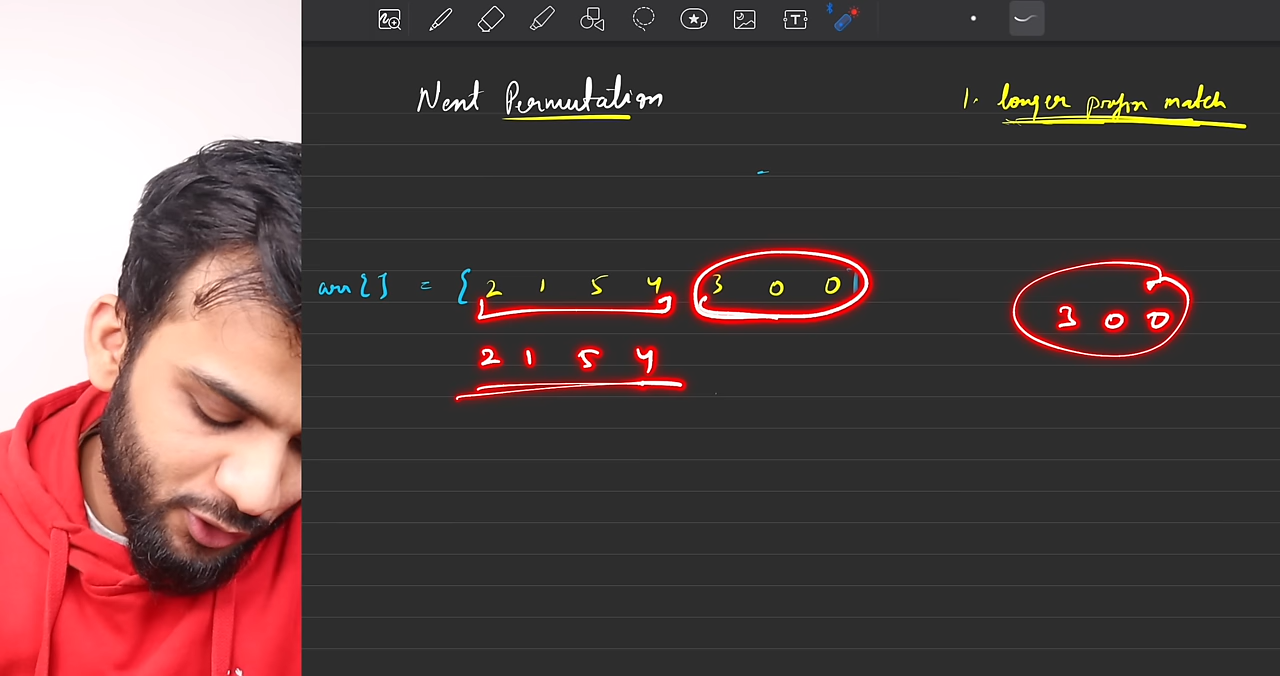 Next Permutation
1. longer prefix match
arr[] = { 2 1 5 4 3 0 0 }
3 0 0
2 1 5 4